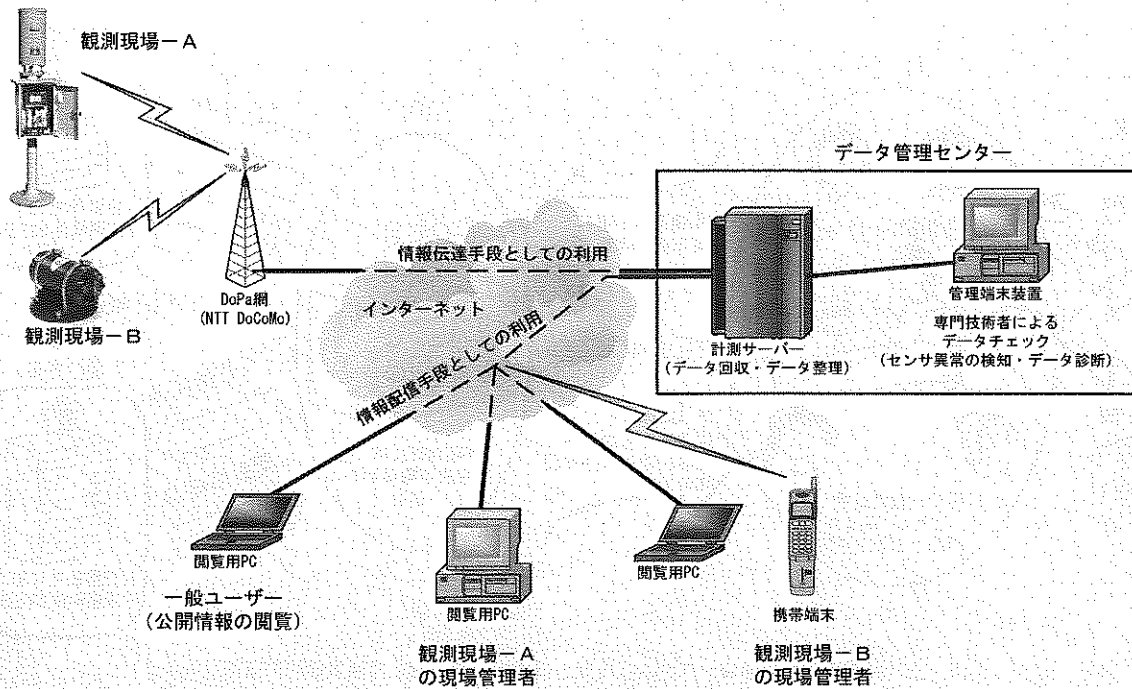 観測現場－A
データ管理センター
情報伝達手段としての利用
DoPa網
(NTT DoCoMo)
インターネット
観測現場－B
管理端末装置
専門技術者による
データチェック
(センサ異常の検知・データ診断)
計測サーバー
(データ回収・データ整理)
情報配信手段としての利用
閲覧用PC
一般ユーザー
(公開情報の閲覧)
閲覧用PC
観測現場－A
の現場管理者
閲覧用PC
携帯端末
観測現場－B
の現場管理者